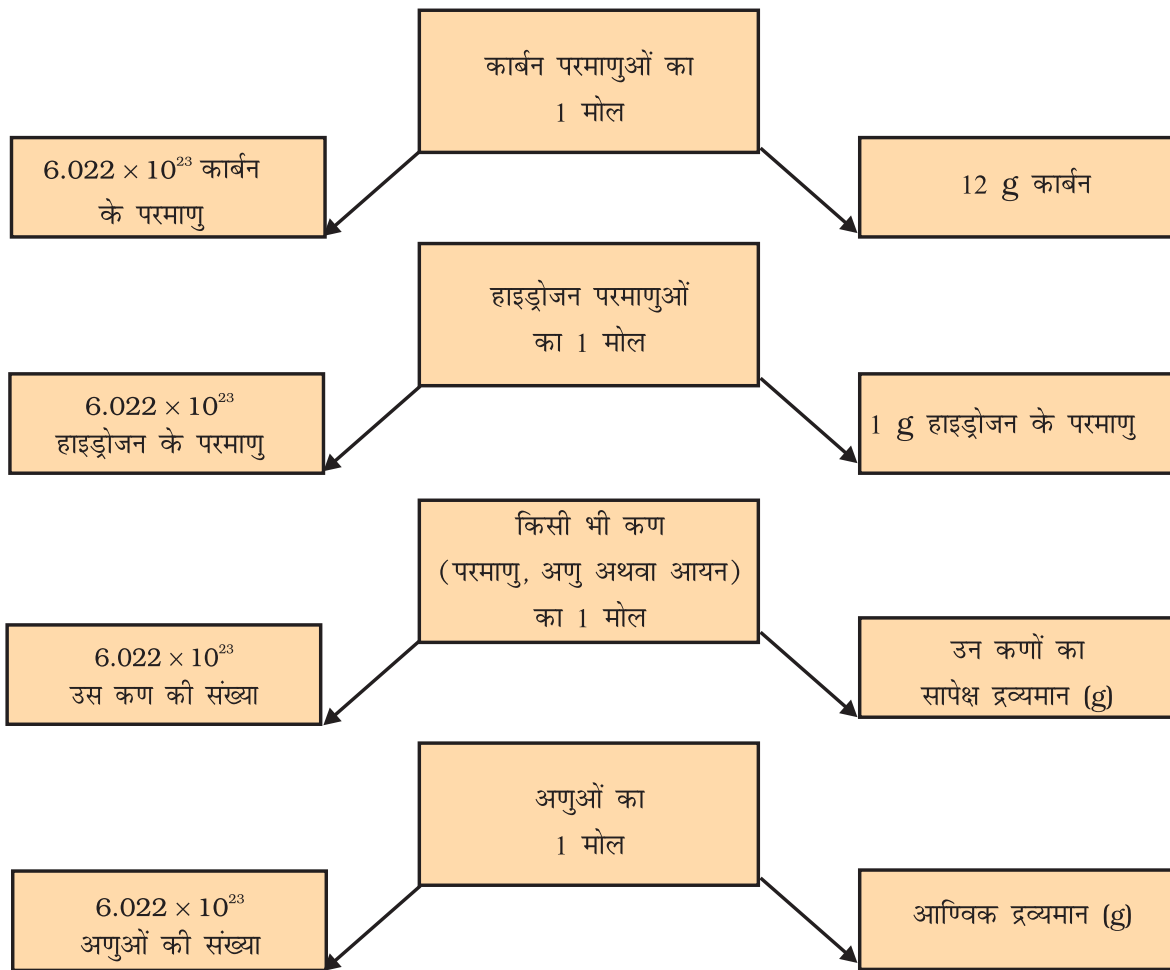 कार्बन परमाणुओं का
1 मोल
6.022 × 10²³ कार्बन
के परमाणु
12 g कार्बन
हाइड्रोजन परमाणुओं
का 1 मोल
6.022 × 10²³
हाइड्रोजन के परमाणु
1 g हाइड्रोजन के परमाणु
किसी भी कण
(परमाणु, अणु अथवा आयन)
का 1 मोल
6.022 × 10²³
उस कण की संख्या
उन कणों का
सापेक्ष द्रव्यमान (g)
अणुओं का
1 मोल
6.022 × 10²³
अणुओं की संख्या
आण्विक द्रव्यमान (g)